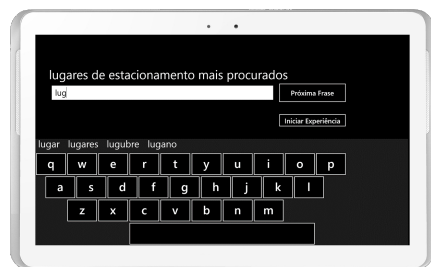 lugares de estacionamento mais procurados
lug
Próxima Frase
Iniciar Experiência
lugar lugares lugubre lugano
q w e r t y u i o p
a s d f g h j k l
z x c v b n m